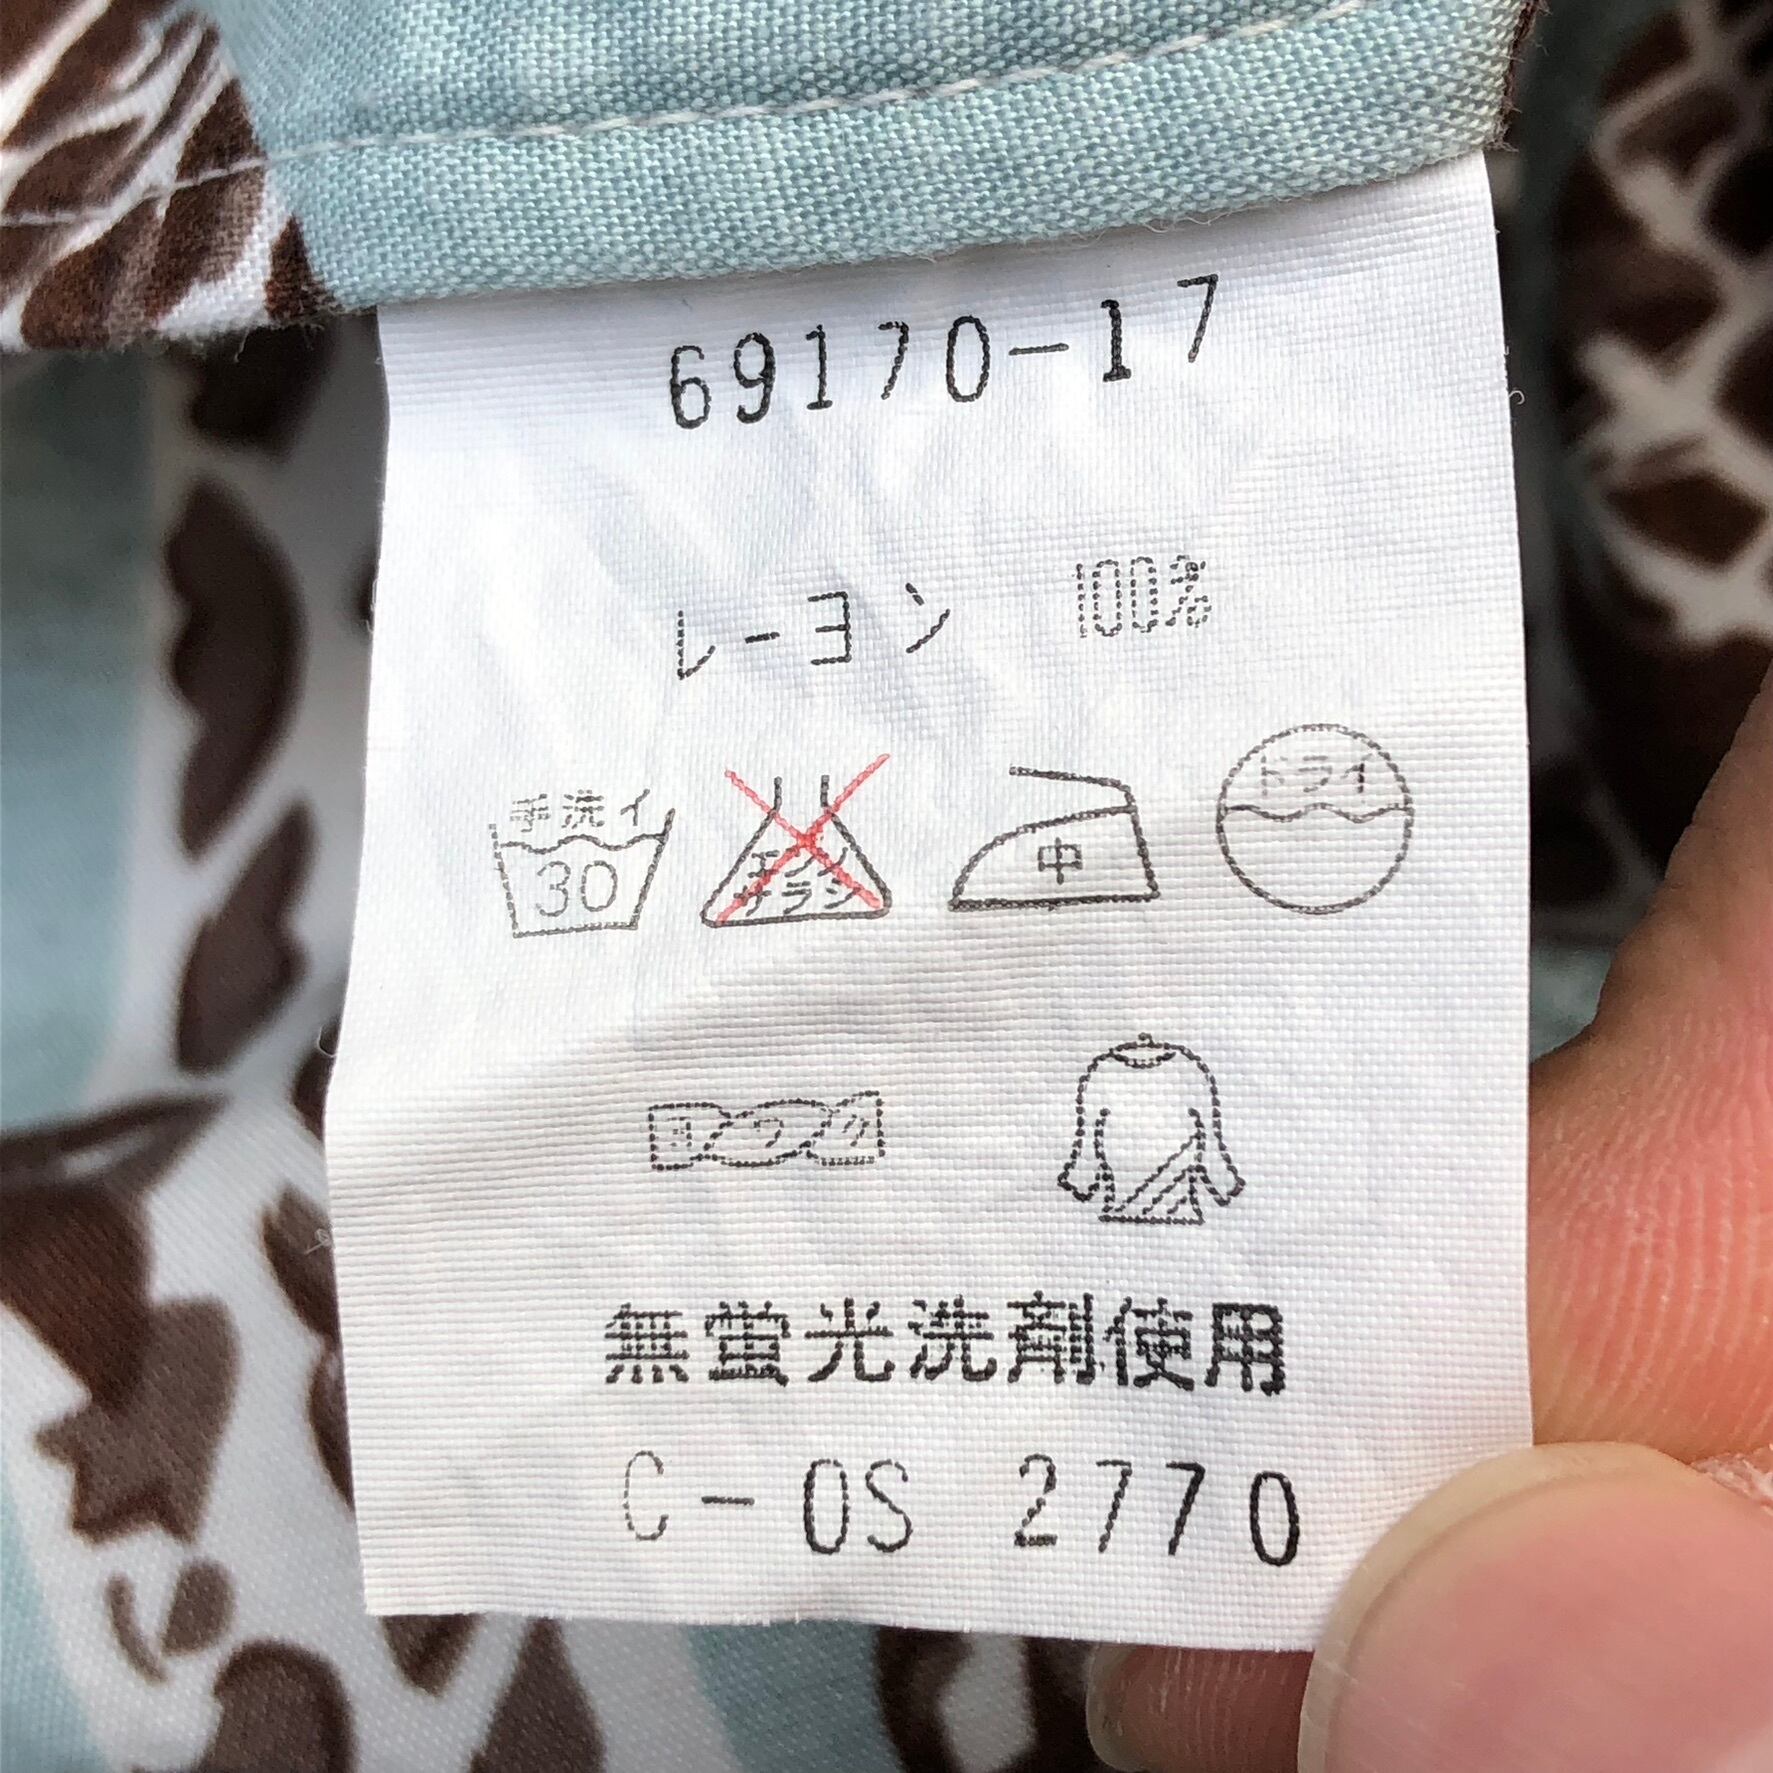 69170-17
レーヨン 100%
手洗イ 30 エンソ サラシ 中 ドライ
ヨワク
無蛍光洗剤使用
C-OS 2770